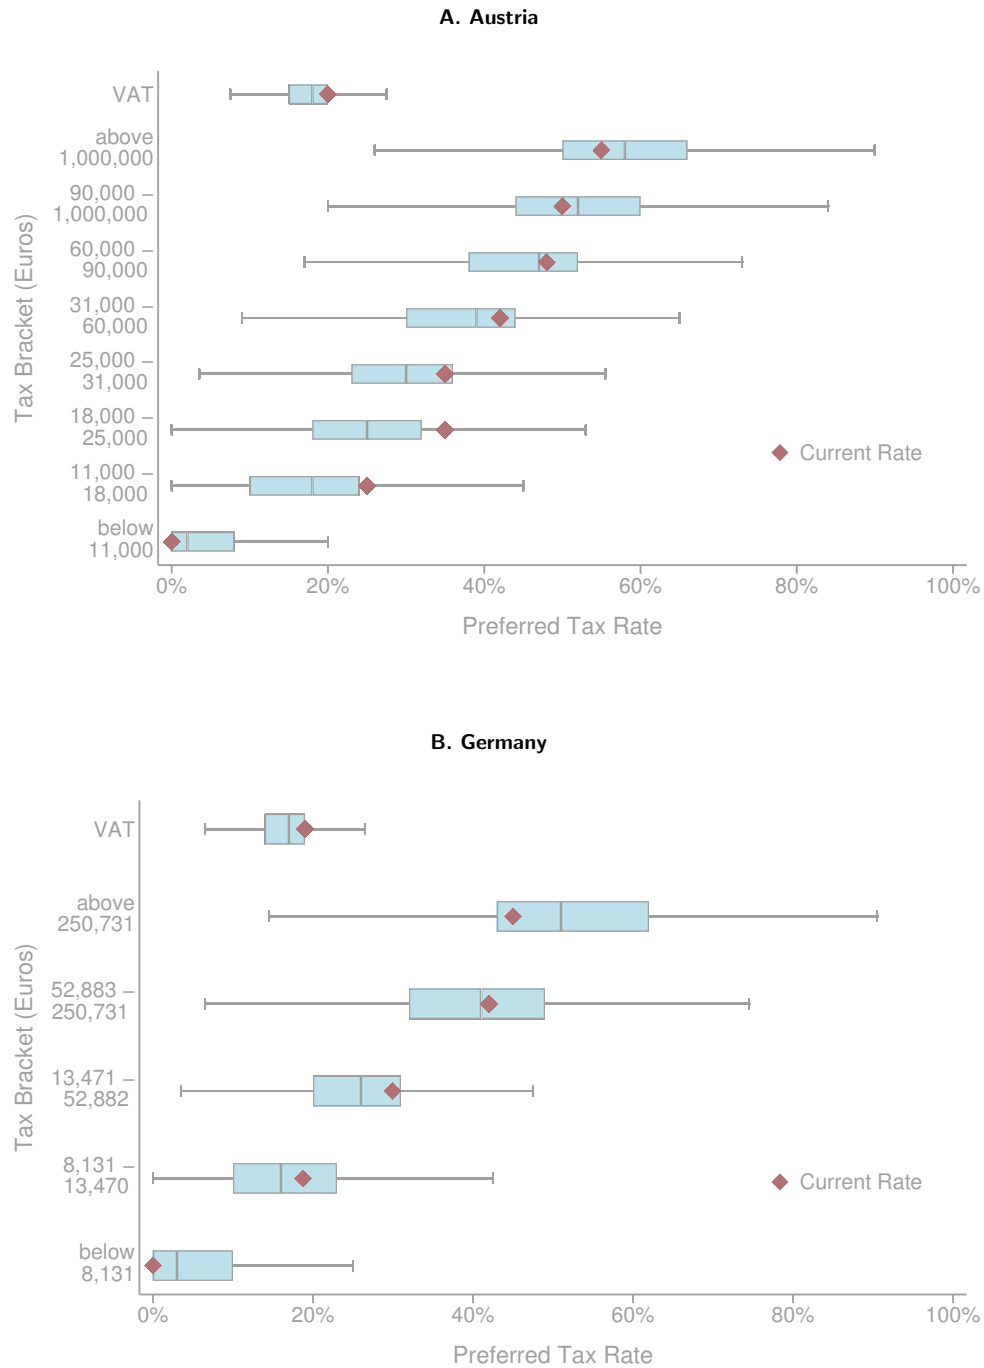 A. Austria
VAT
above
1,000,000
90,000 –
1,000,000
60,000 –
90,000
31,000 –
60,000
25,000 –
31,000
18,000 –
25,000
11,000 –
18,000
below
11,000
Tax Bracket (Euros)
Current Rate
0% 20% 40% 60% 80% 100%
Preferred Tax Rate
B. Germany
VAT
above
250,731
52,883 –
250,731
13,471 –
52,882
8,131 –
13,470
below
8,131
Tax Bracket (Euros)
Current Rate
0% 20% 40% 60% 80% 100%
Preferred Tax Rate